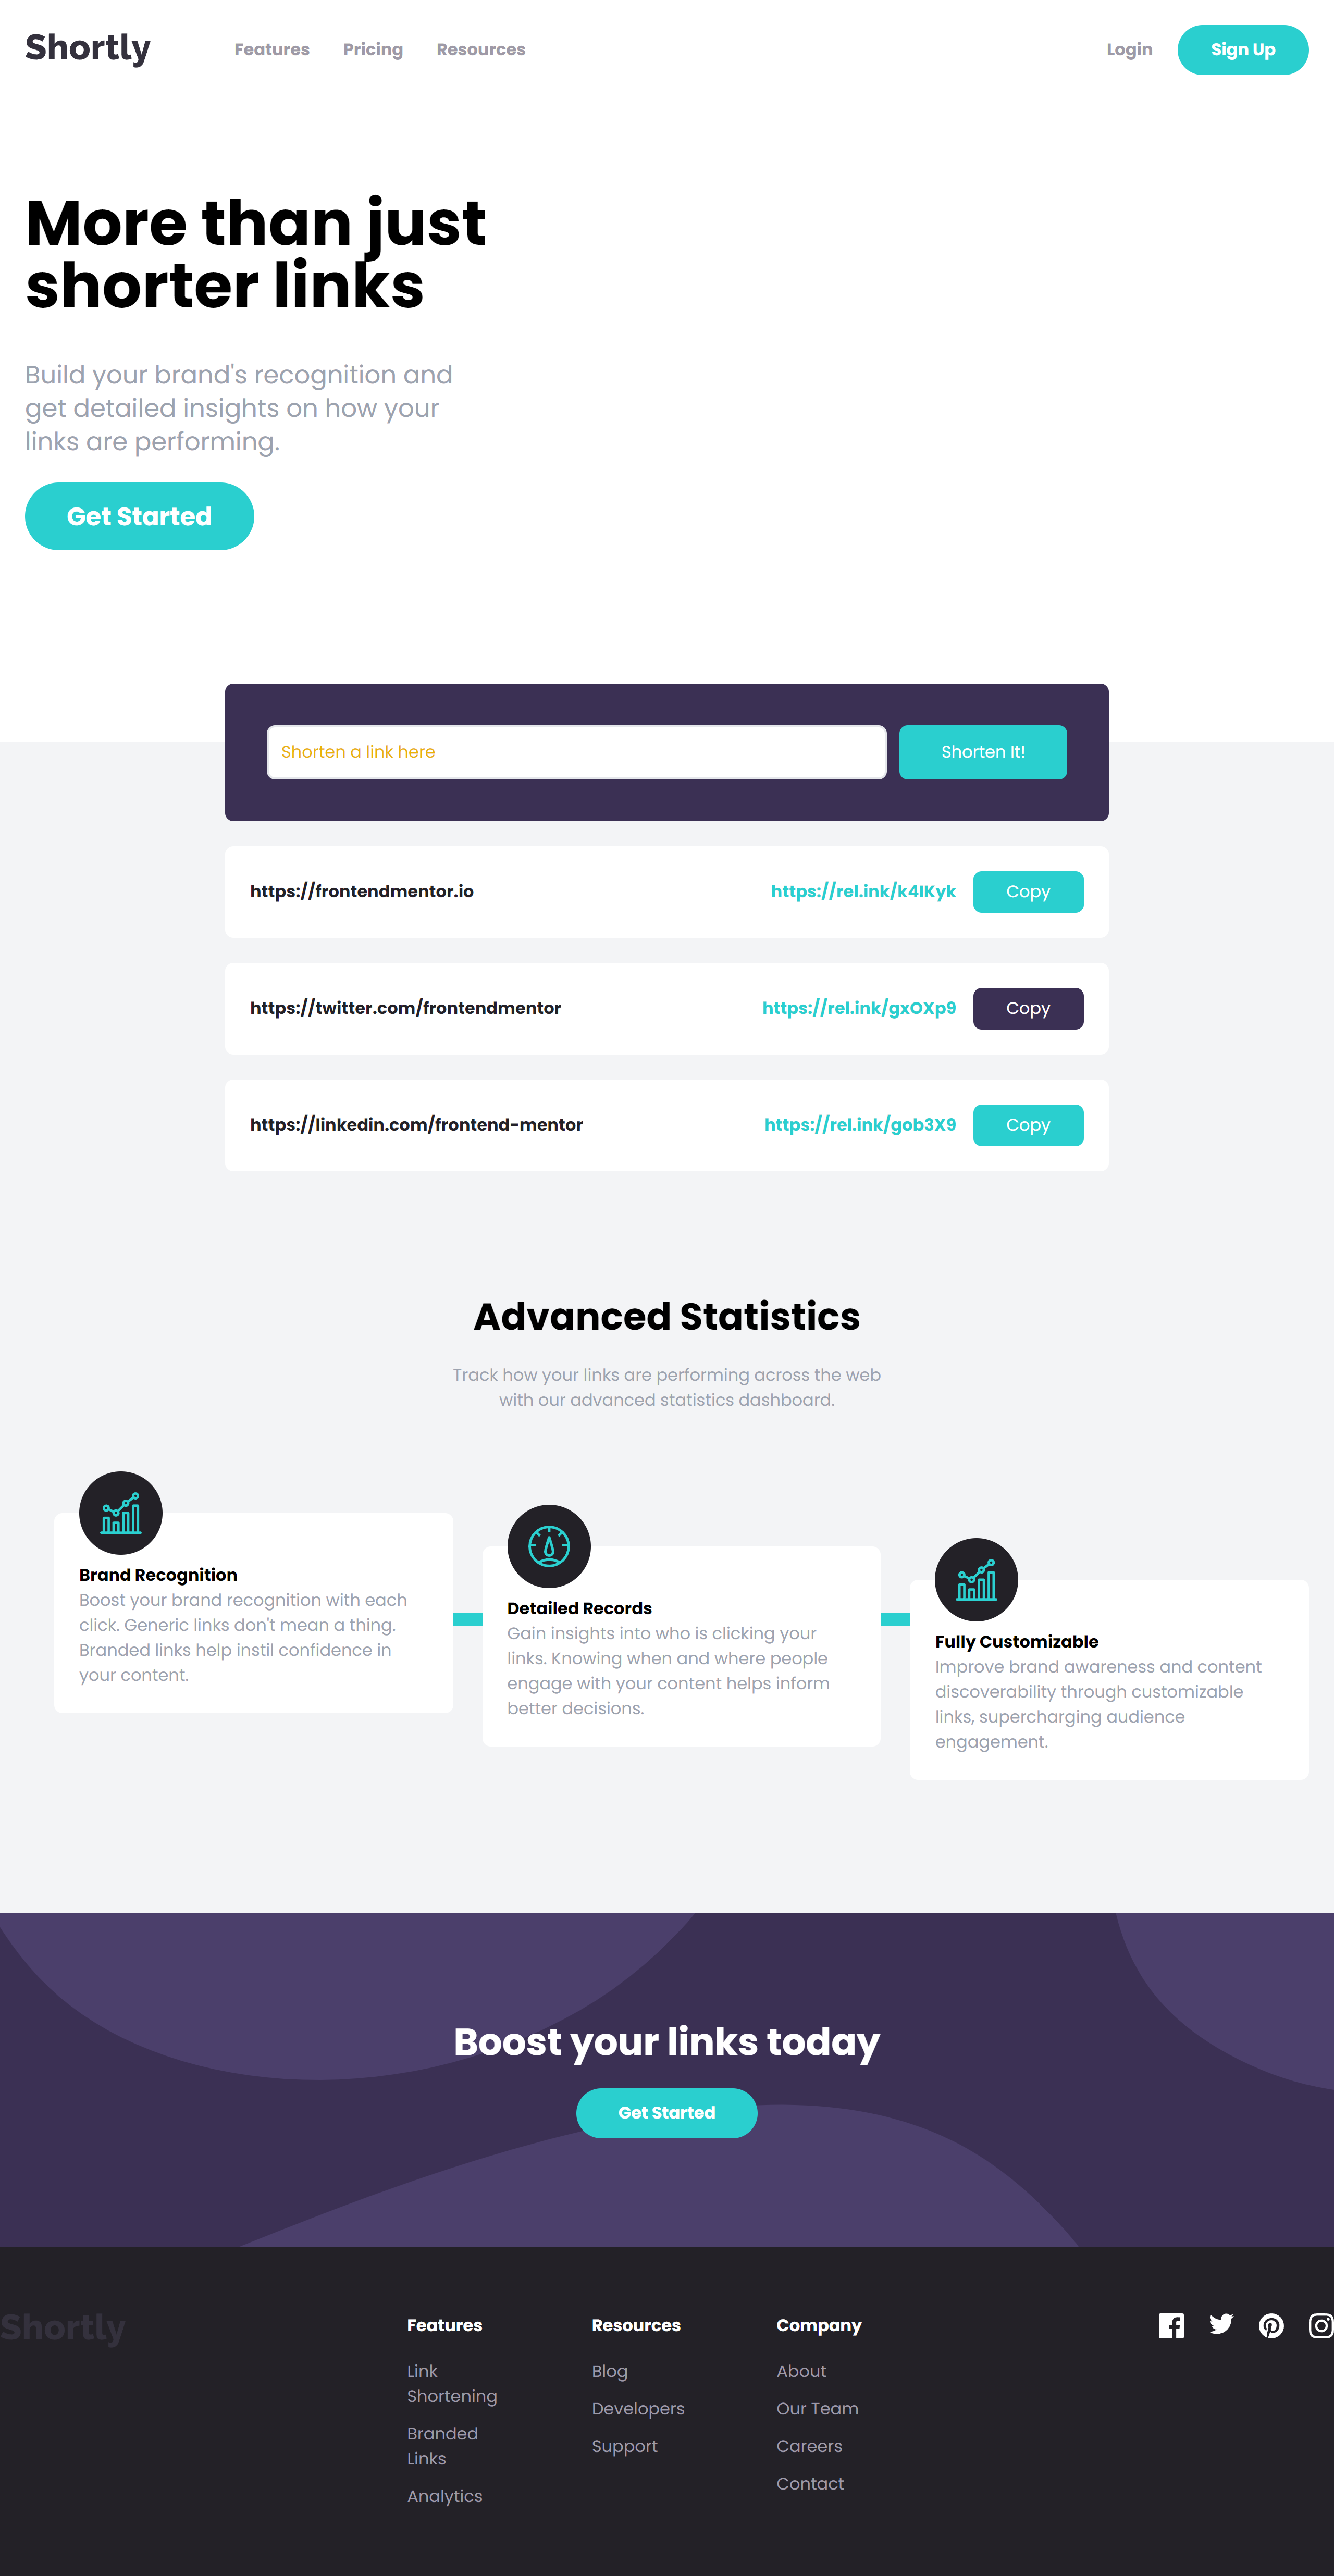 Shortly
Features
Pricing
Resources
Login
Sign Up
More than just
shorter links
Build your brand's recognition and
get detailed insights on how your
links are performing.
Get Started
Shorten a link here
Shorten It!
https://frontendmentor.io
https://rel.ink/k4IKyk
Copy
https://twitter.com/frontendmentor
https://rel.ink/gxOXp9
Copy
https://linkedin.com/frontend-mentor
https://rel.ink/gob3X9
Copy
Advanced Statistics
Track how your links are performing across the web
with our advanced statistics dashboard.
Brand Recognition
Boost your brand recognition with each
click. Generic links don't mean a thing.
Branded links help instil confidence in
your content.
Detailed Records
Gain insights into who is clicking your
links. Knowing when and where people
engage with your content helps inform
better decisions.
Fully Customizable
Improve brand awareness and content
discoverability through customizable
links, supercharging audience
engagement.
Boost your links today
Get Started
Shortly
Features
Link
Shortening
Branded
Links
Analytics
Resources
Blog
Developers
Support
Company
About
Our Team
Careers
Contact